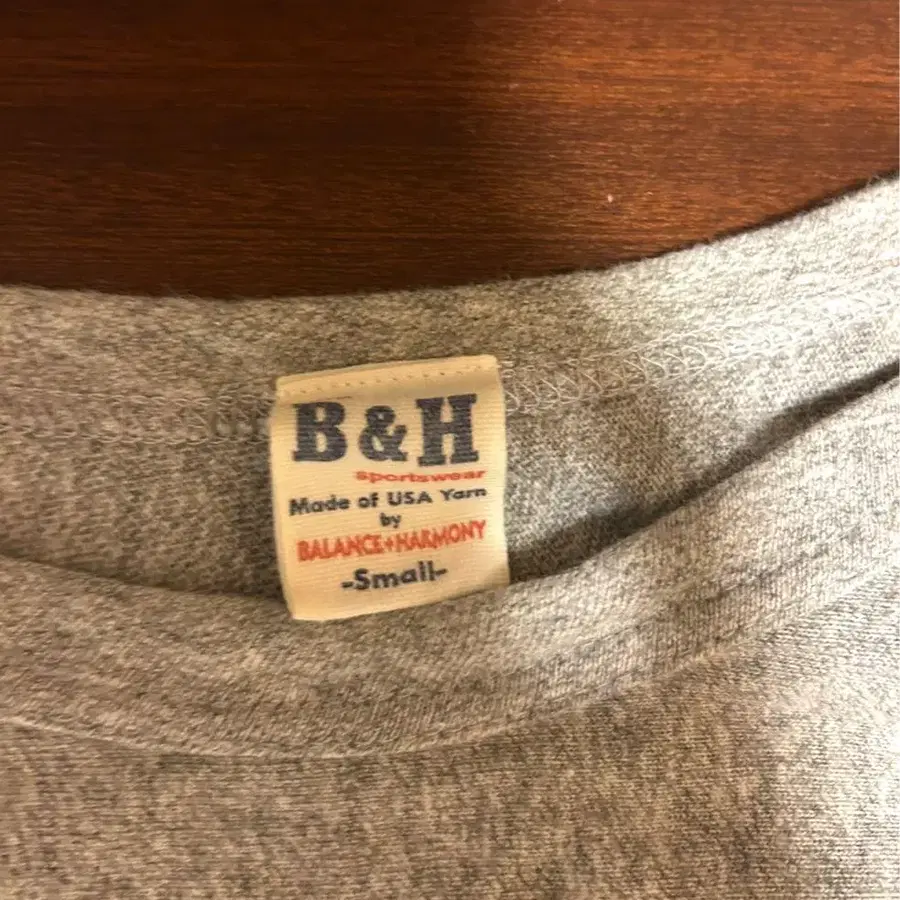 B & H
sportswear
Made of USA Yarn
by
BALANCE+HARMONY
-Small-